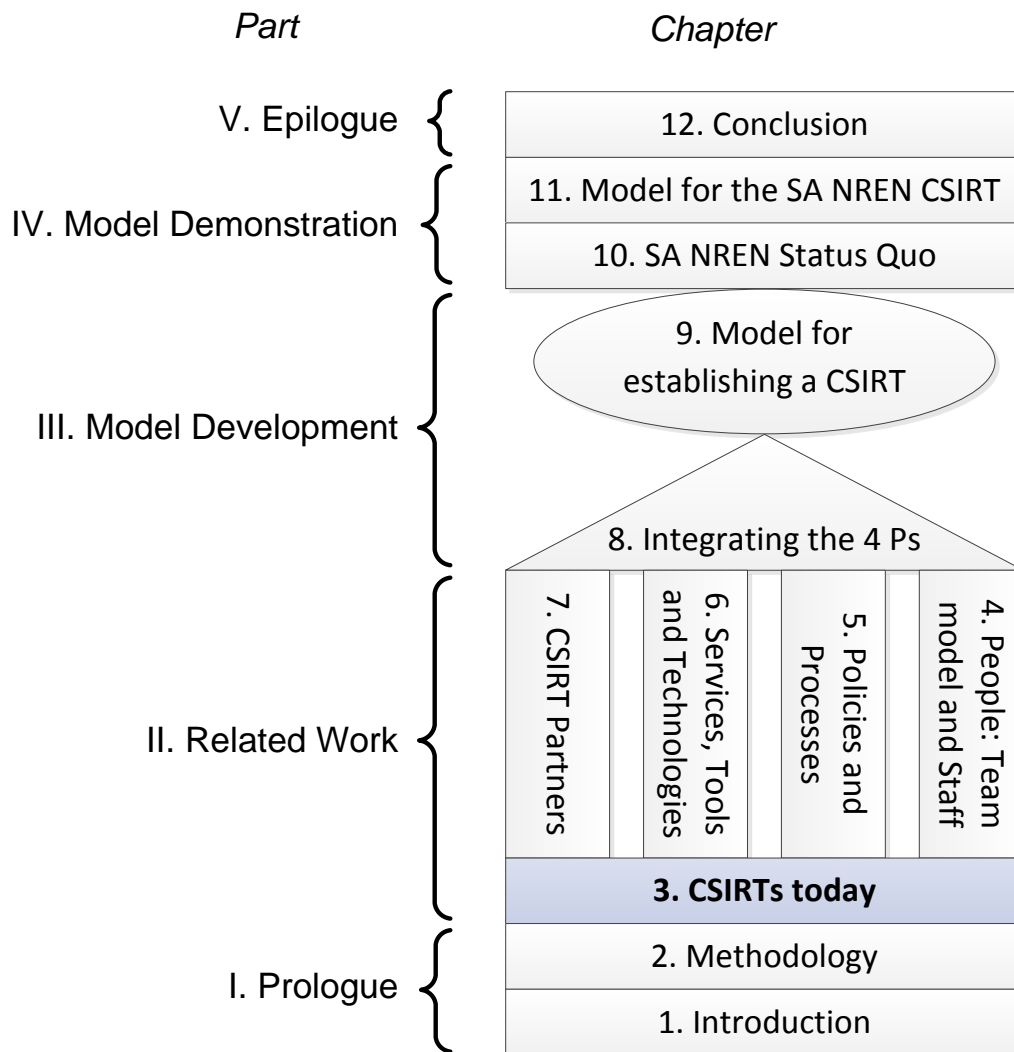 Part
Chapter
V. Epilogue
12. Conclusion
IV. Model Demonstration
11. Model for the SA NREN CSIRT
10. SA NREN Status Quo
III. Model Development
9. Model for
establishing a CSIRT
8. Integrating the 4 Ps
II. Related Work
7. CSIRT Partners
6. Services, Tools
and Technologies
5. Policies and
Processes
4. People: Team
model and Staff
3. CSIRTs today
I. Prologue
2. Methodology
1. Introduction